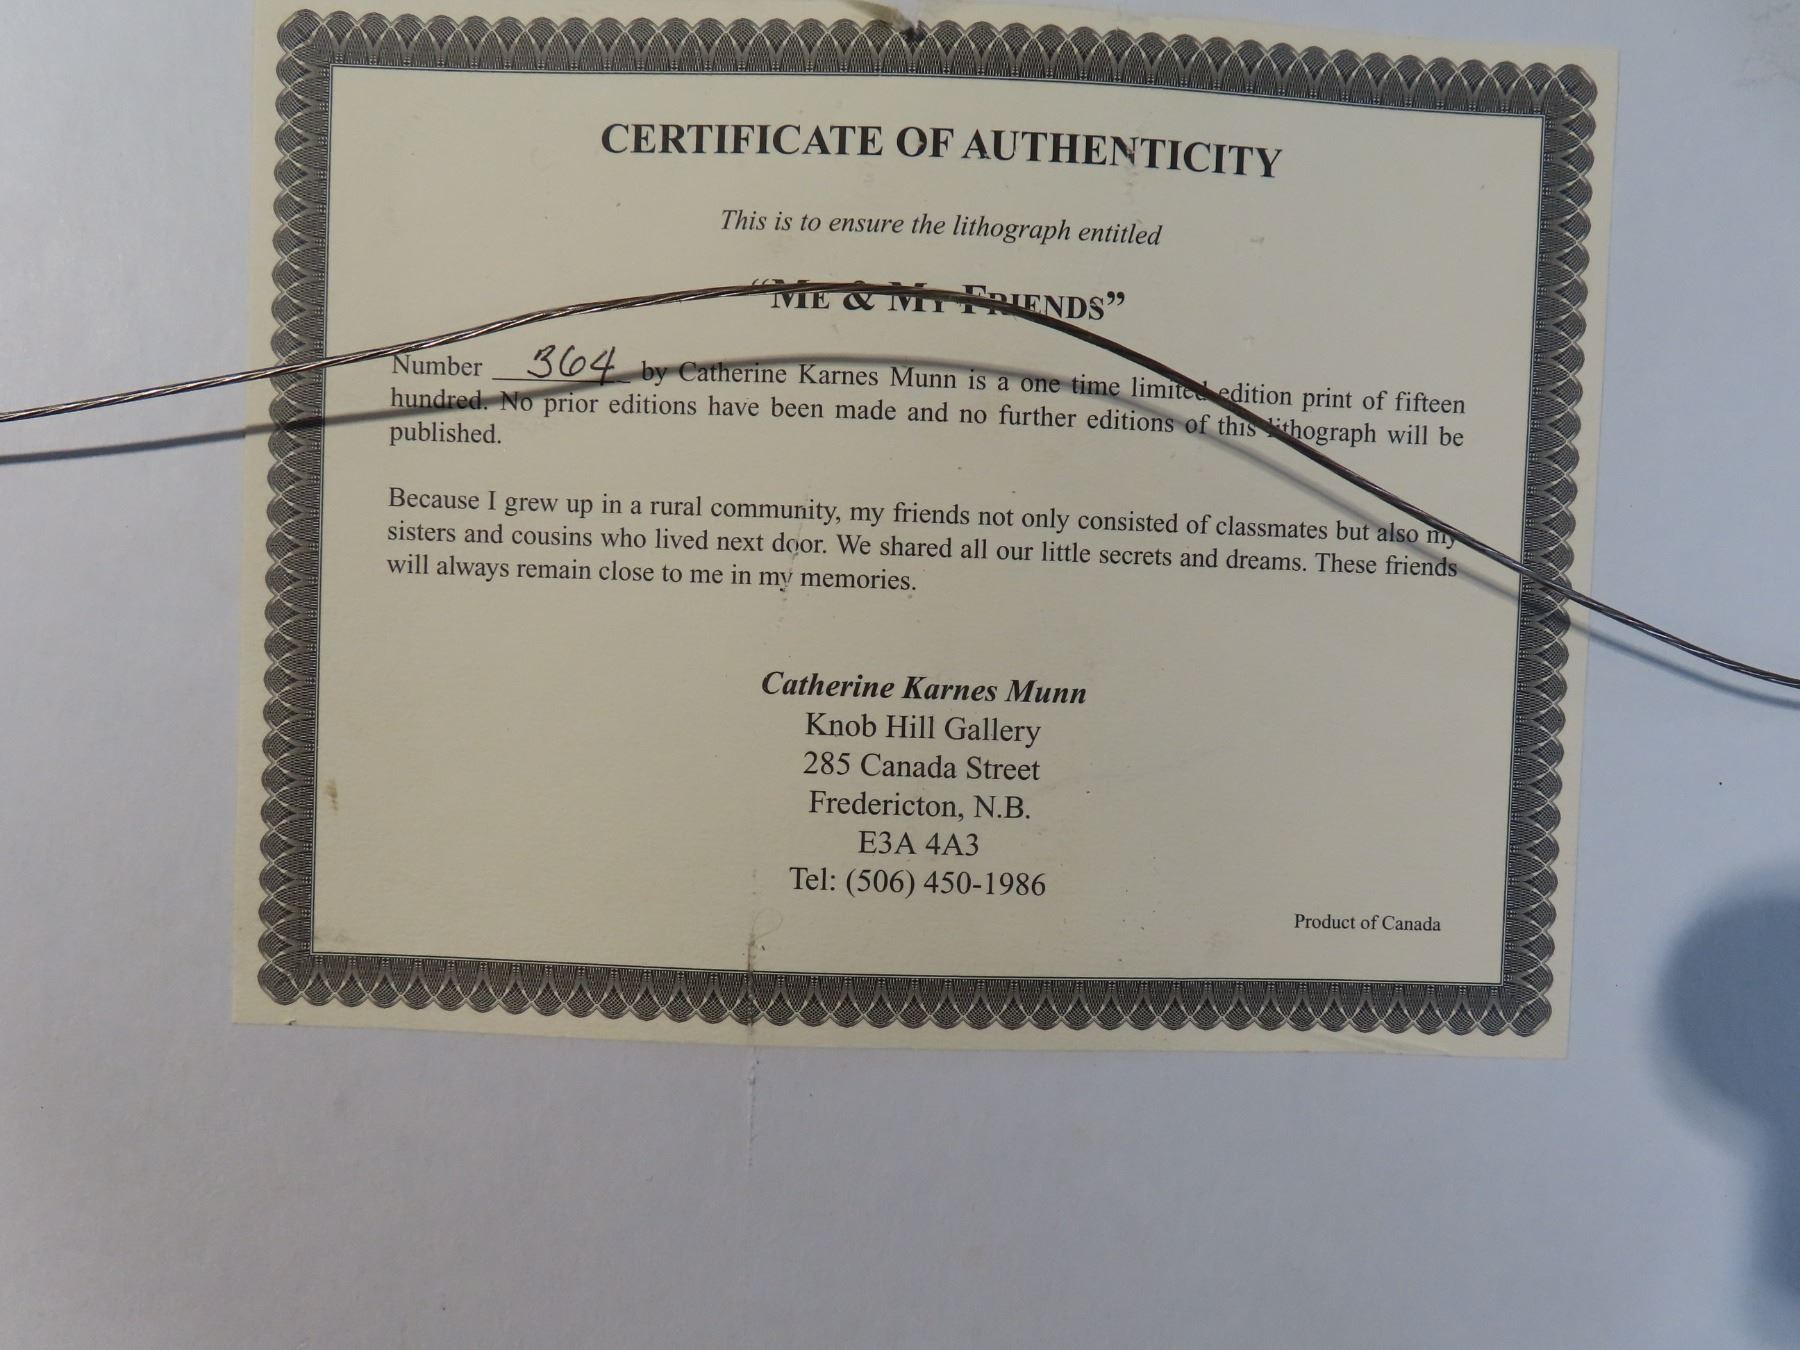 CERTIFICATE OF AUTHENTICITY
This is to ensure the lithograph entitled
“ME & MY FRIENDS”
Number 364 by Catherine Karnes Munn is a one time limited edition print of fifteen
hundred. No prior editions have been made and no further editions of this lithograph will be
published.
Because I grew up in a rural community, my friends not only consisted of classmates but also my
sisters and cousins who lived next door. We shared all our little secrets and dreams. These friends
will always remain close to me in my memories.
Catherine Karnes Munn
Knob Hill Gallery
285 Canada Street
Fredericton, N.B.
E3A 4A3
Tel: (506) 450-1986
Product of Canada